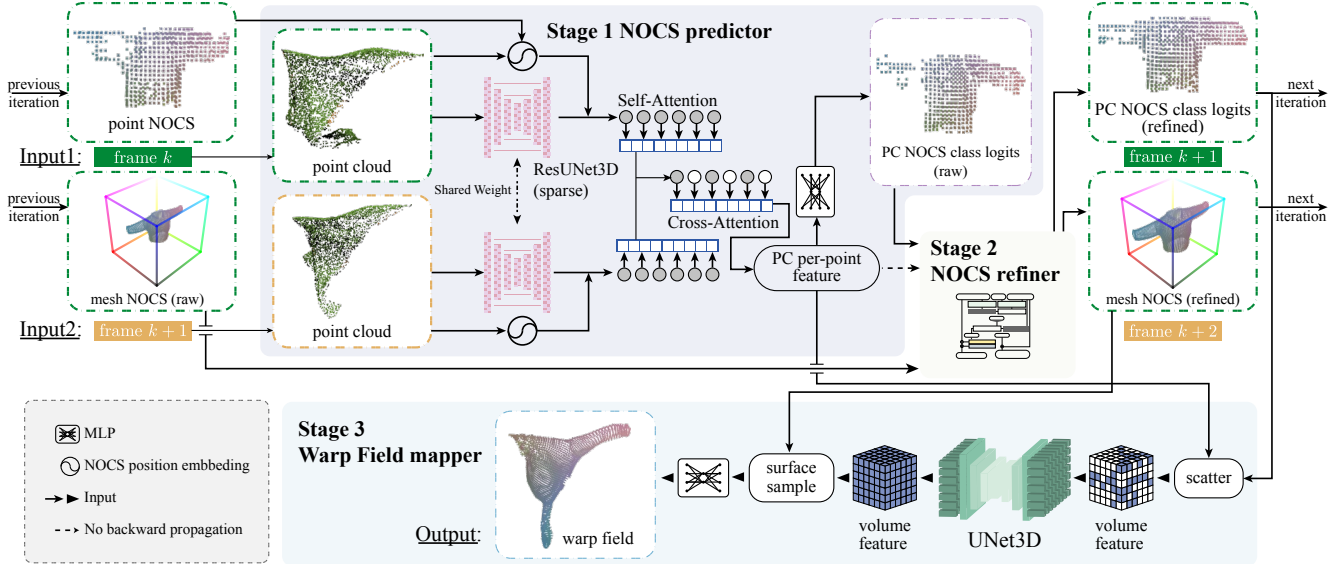 previous
iteration
point NOCS
Input1:
frame k
point cloud
Stage 1 NOCS predictor
Self-Attention
ResUNet3D
(sparse)
Shared Weight
Cross-Attention
PC per-point
feature
PC NOCS class logits
(raw)
PC NOCS class logits
(refined)
next
iteration
frame k + 1
previous
iteration
mesh NOCS (raw)
Input2:
frame k + 1
point cloud
Stage 2
NOCS refiner
mesh NOCS (refined)
next
iteration
frame k + 2
MLP
NOCS position embbeding
Input
No backward propagation
Stage 3
Warp Field mapper
Output:
warp field
surface
sample
volume
feature
UNet3D
volume
feature
scatter